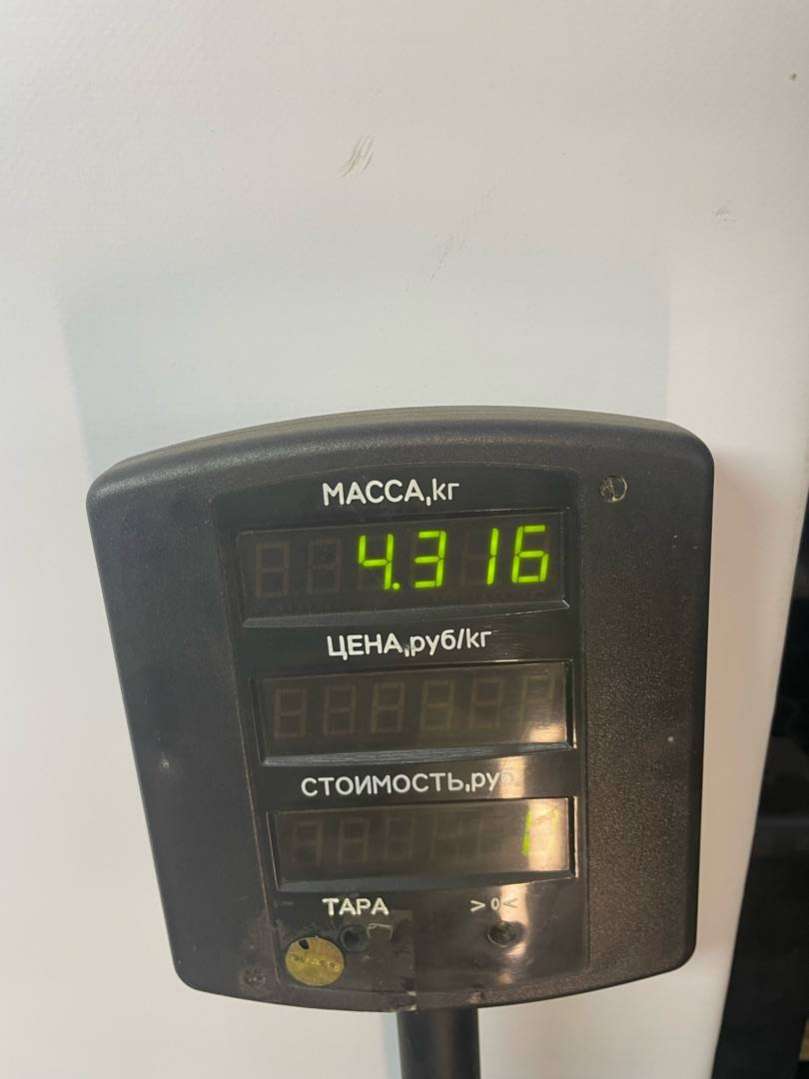 МАССА,кг
4.316
ЦЕНА,руб/кг
СТОИМОСТЬ,руб
ТАРА
>0<